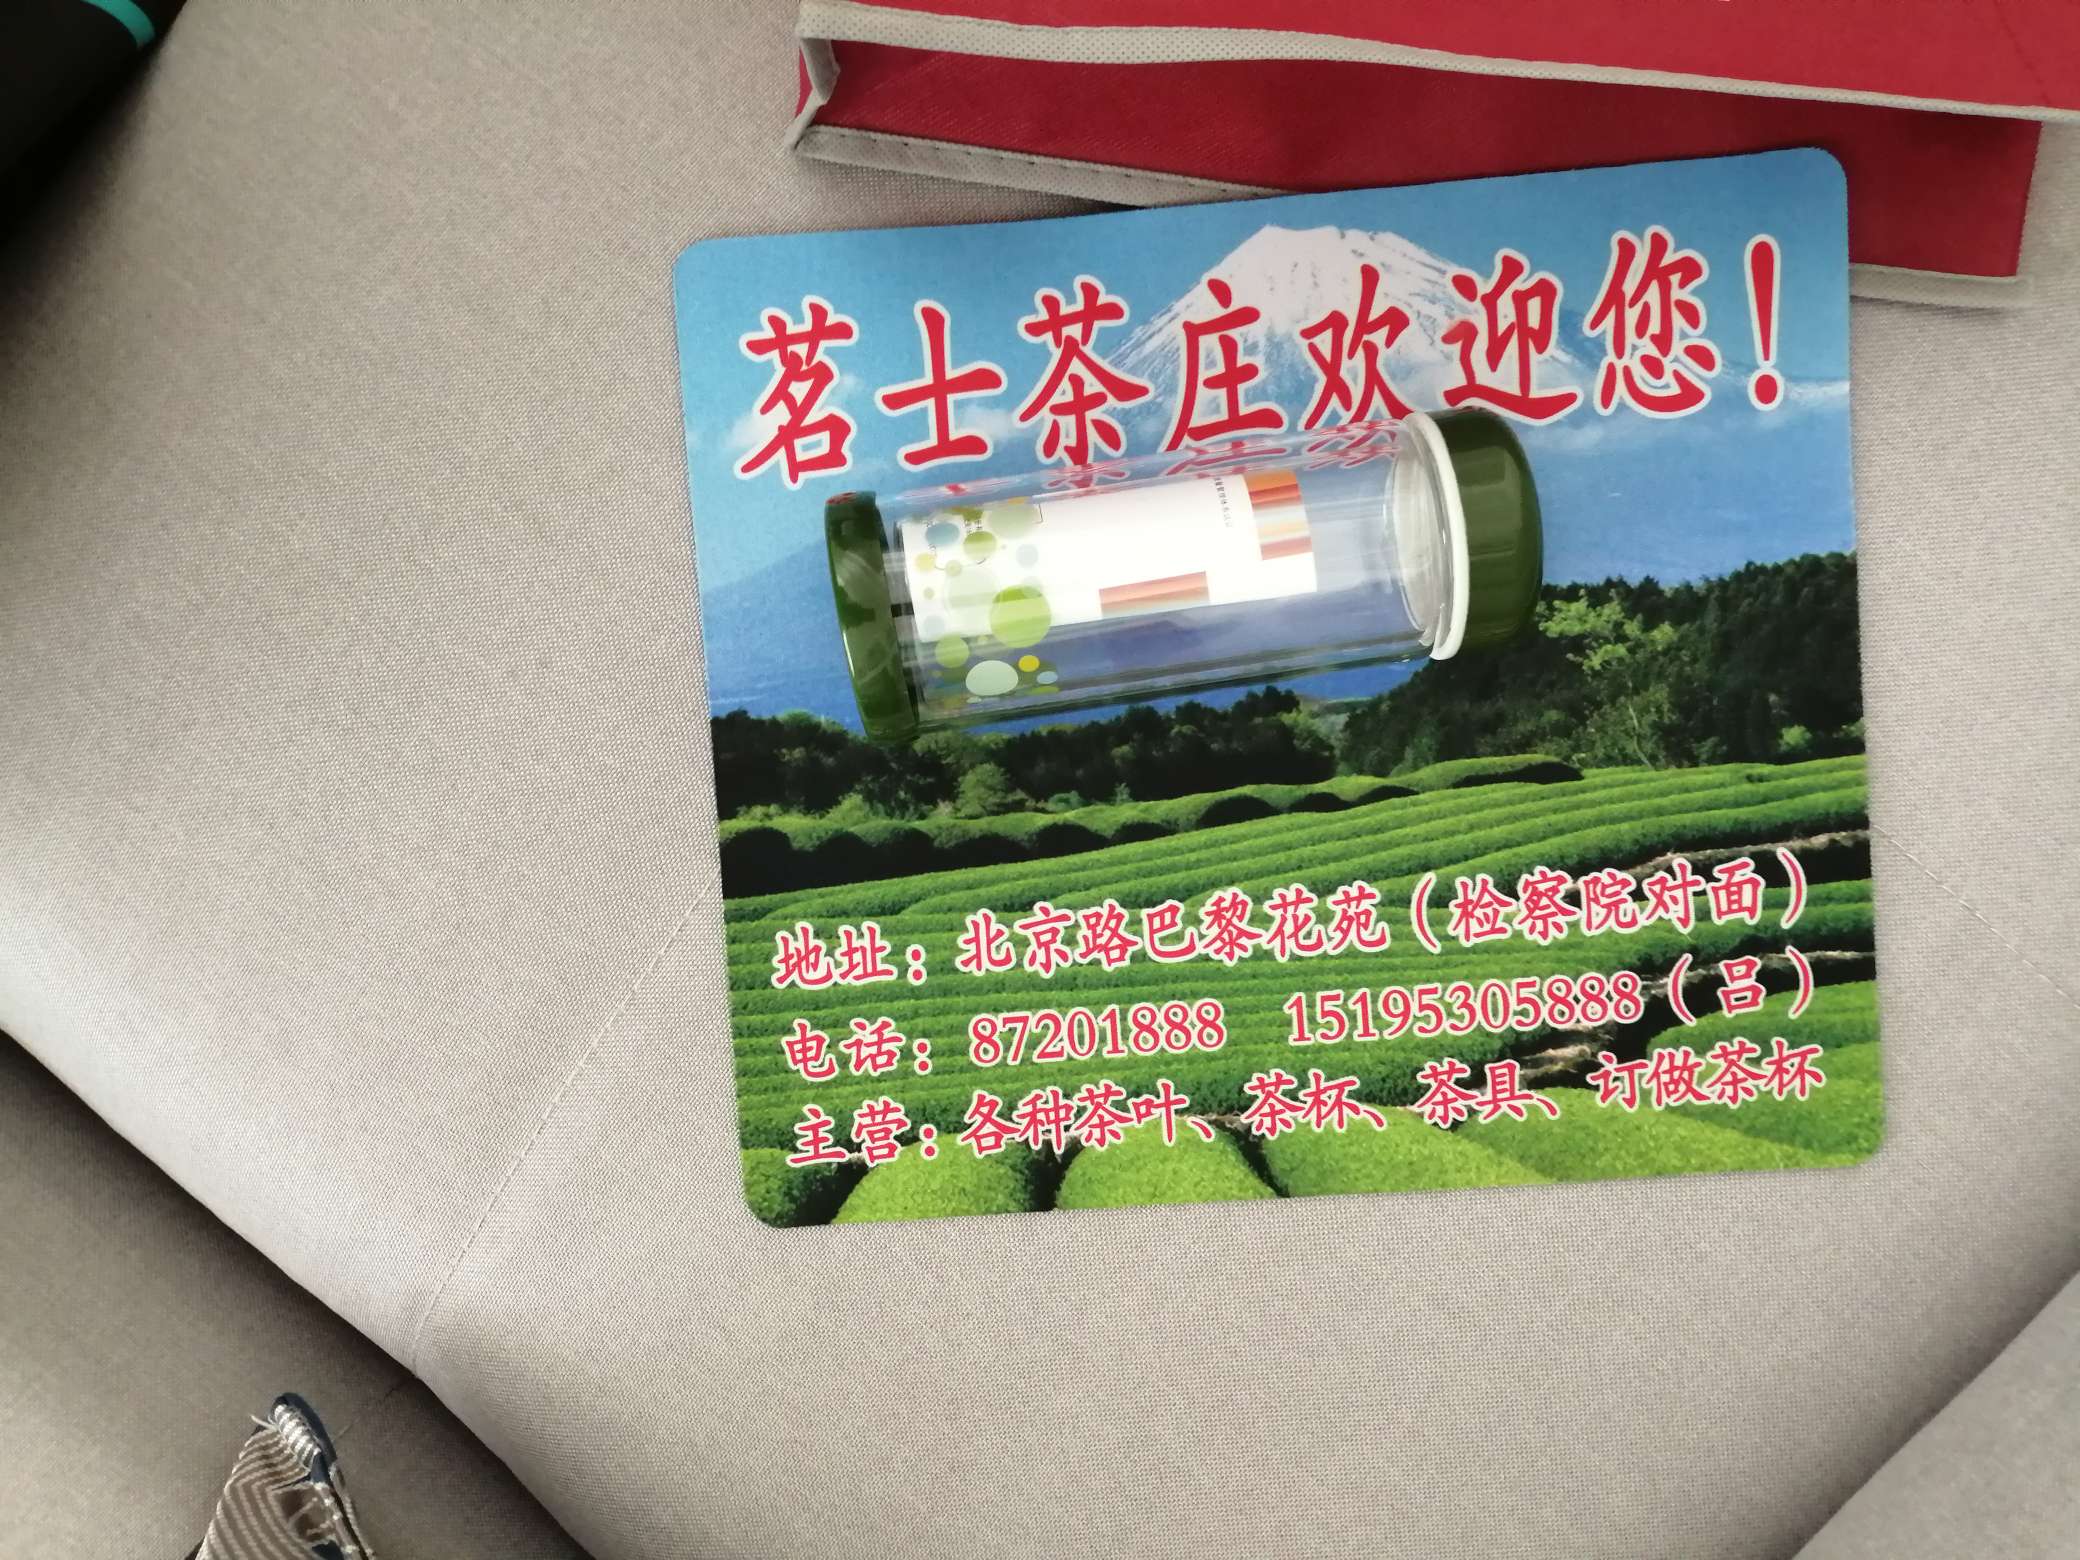 茗士茶庄欢迎您！
地址：北京路巴黎花苑（检察院对面）
电话：87201888 15195305888（吕）
主营：各种茶叶、茶杯、茶具、订做茶杯